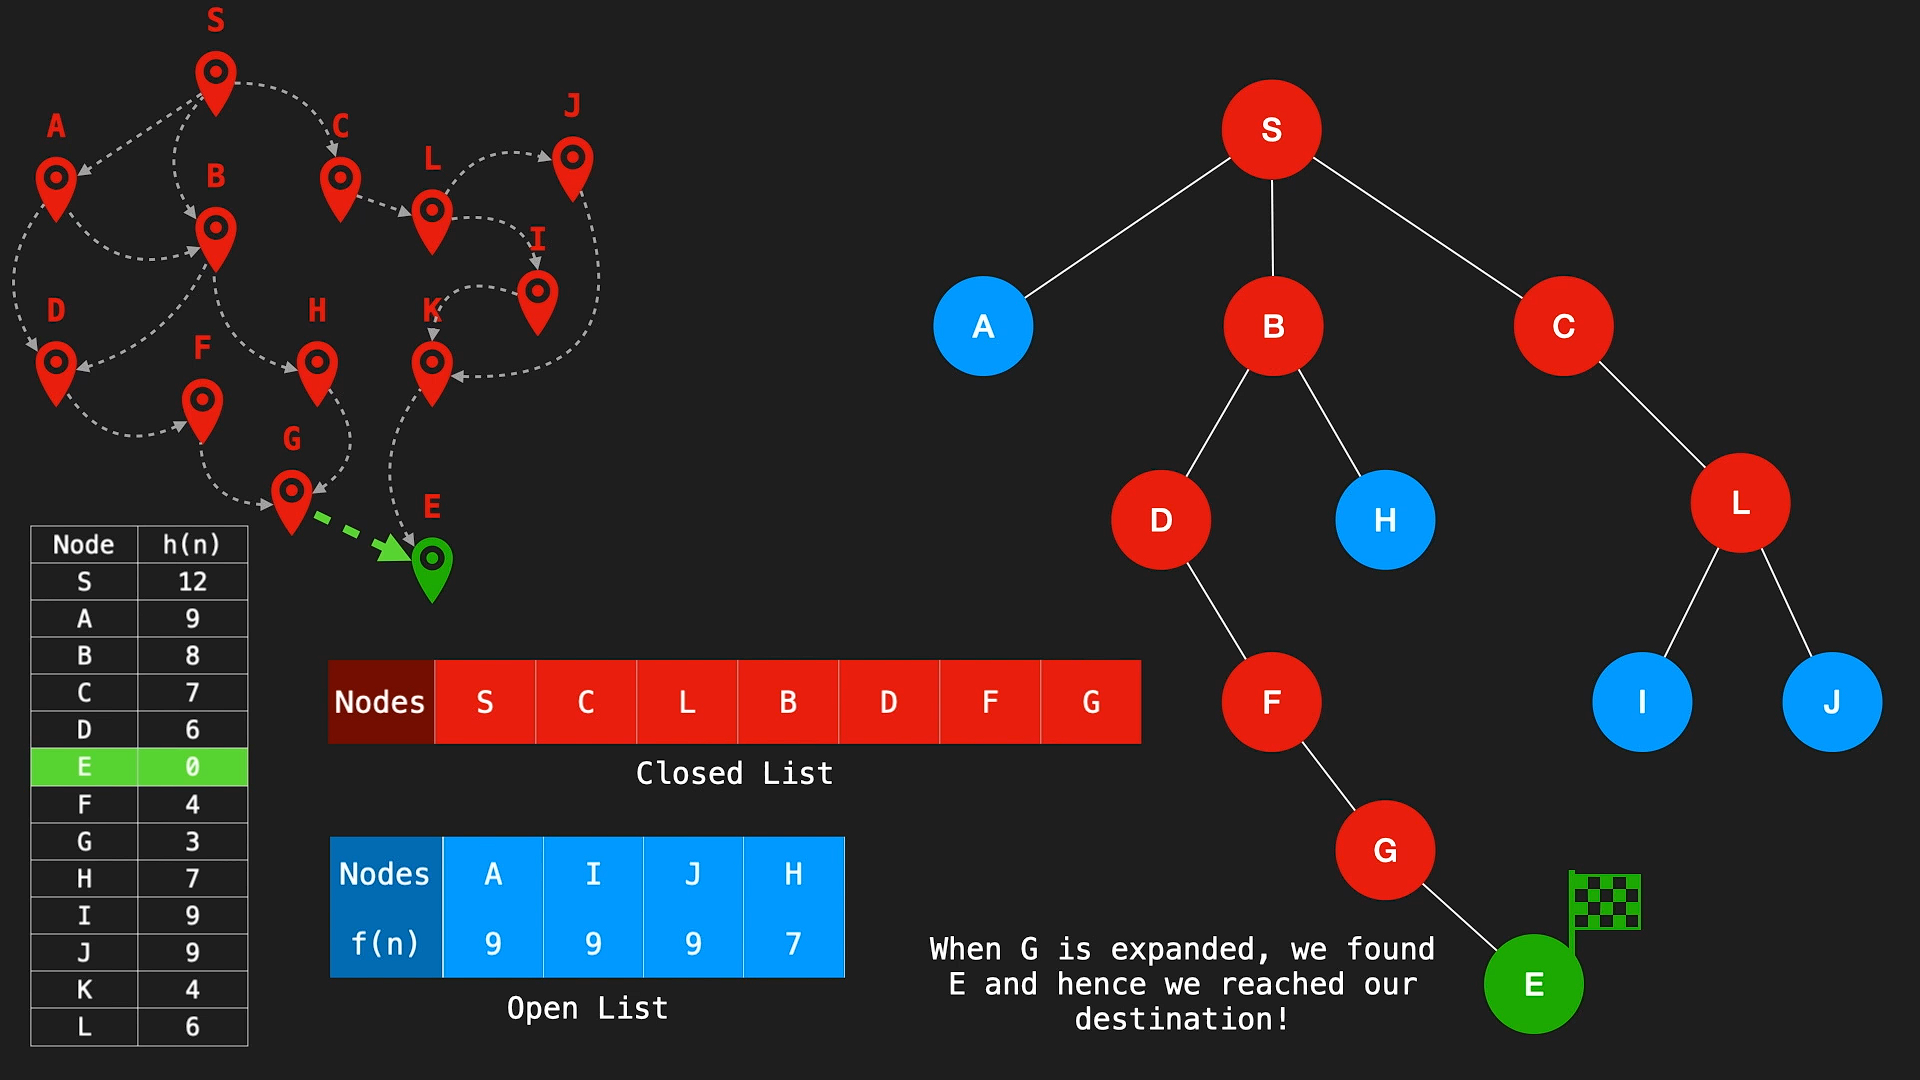 S
J
A
C
L
B
I
D
H
K
F
G
E
Node h(n)
S 12
A 9
B 8
C 7
D 6
E 0
F 4
G 3
H 7
I 9
J 9
K 4
L 6
Nodes S C L B D F G
Closed List
Nodes A I J H
f(n) 9 9 9 7
Open List
S
A B C
D H L
F I J
G
E
When G is expanded, we found
E and hence we reached our
destination!